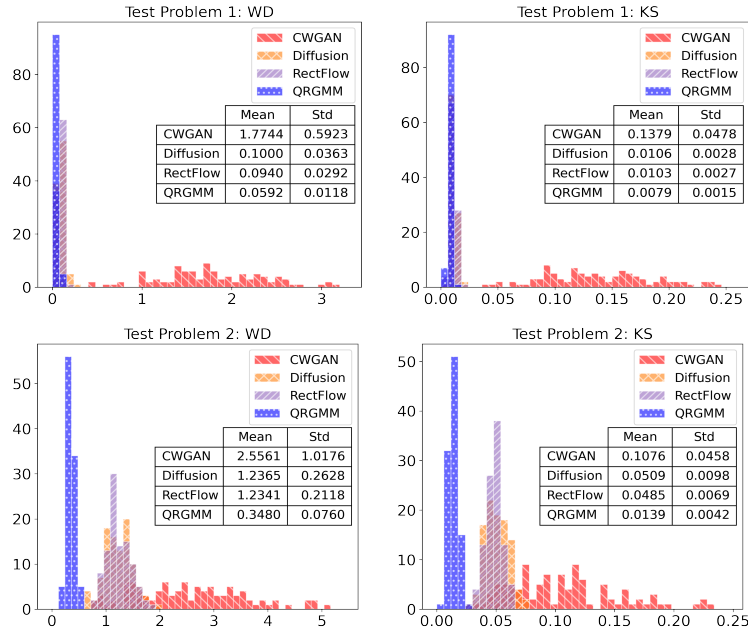 Test Problem 1: WD
CWGAN
Diffusion
RectFlow
QRGMM
Mean Std
CWGAN 1.7744 0.5923
Diffusion 0.1000 0.0363
RectFlow 0.0940 0.0292
QRGMM 0.0592 0.0118
80
60
40
20
0
0 1 2 3
Test Problem 1: KS
CWGAN
Diffusion
RectFlow
QRGMM
Mean Std
CWGAN 0.1379 0.0478
Diffusion 0.0106 0.0028
RectFlow 0.0103 0.0027
QRGMM 0.0079 0.0015
80
60
40
20
0
0.00 0.05 0.10 0.15 0.20 0.25
Test Problem 2: WD
CWGAN
Diffusion
RectFlow
QRGMM
Mean Std
CWGAN 2.5561 1.0176
Diffusion 1.2365 0.2628
RectFlow 1.2341 0.2118
QRGMM 0.3480 0.0760
50
40
30
20
10
0
0 1 2 3 4 5
Test Problem 2: KS
CWGAN
Diffusion
RectFlow
QRGMM
Mean Std
CWGAN 0.1076 0.0458
Diffusion 0.0509 0.0098
RectFlow 0.0485 0.0069
QRGMM 0.0139 0.0042
50
40
30
20
10
0
0.00 0.05 0.10 0.15 0.20 0.25